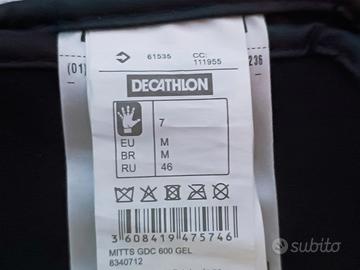 61535 CC: 111955
(01) 236
DECATHLON
7
EU M
BR M
RU 46
3 608419 475746
MITTS GDC 600 GEL
8340712
subito